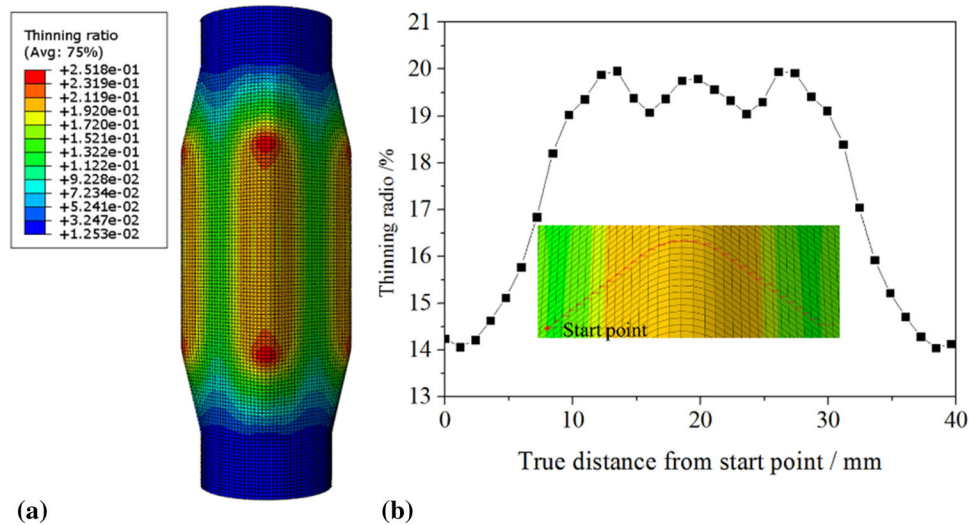 Thinning ratio
(Avg: 75%)
+2.518e-01
+2.319e-01
+2.119e-01
+1.920e-01
+1.720e-01
+1.521e-01
+1.322e-01
+1.122e-01
+9.228e-02
+7.234e-02
+5.241e-02
+3.247e-02
+1.253e-02
(a)
(b)
Thinning radio /%
21
20
19
18
17
16
15
14
13
Start point
0
10
20
30
40
True distance from start point / mm